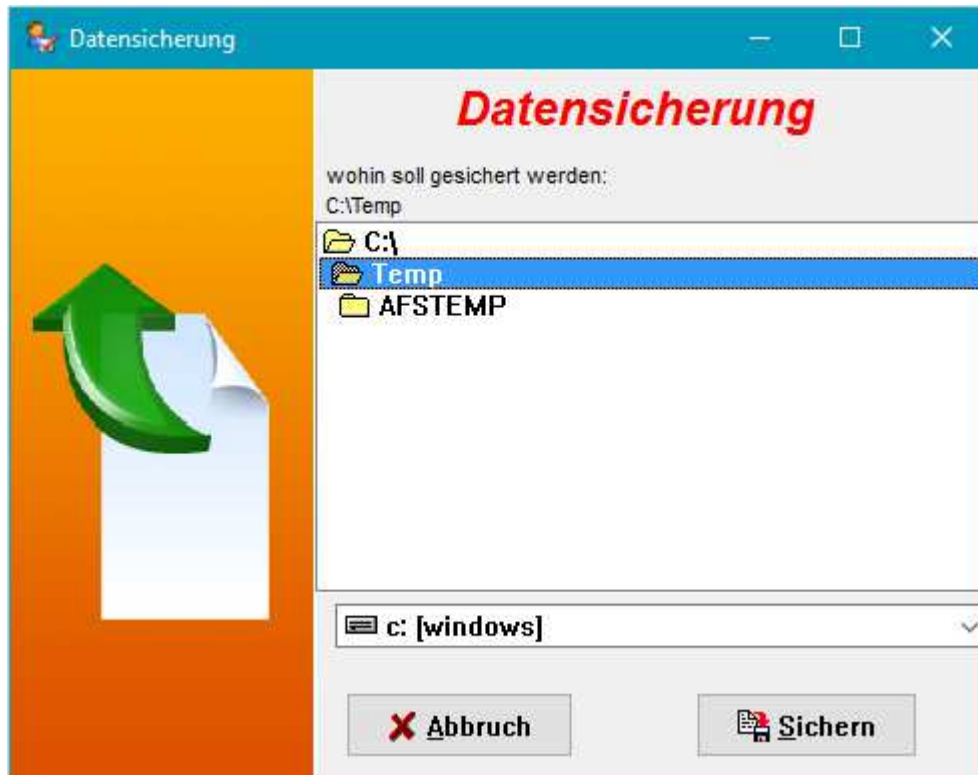 Datensicherung
Datensicherung
wohin soll gesichert werden:
C:\Temp
C:\
Temp
AFSTEMP
c: [windows]
Abbruch
Sichern